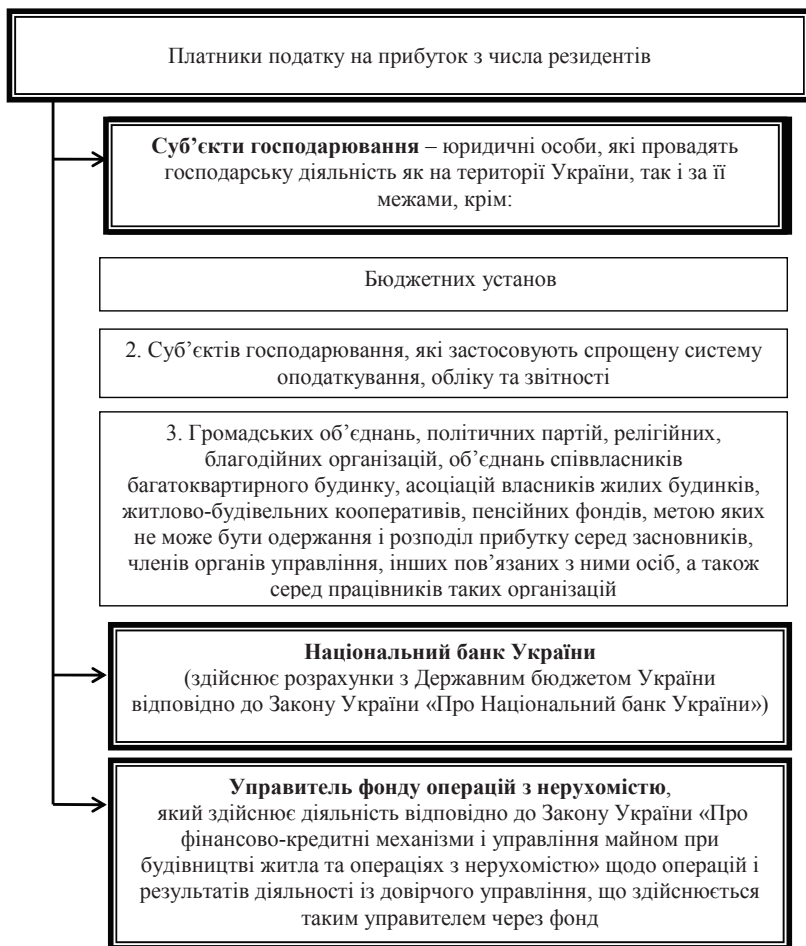 Платники податку на прибуток з числа резидентів
Суб’єкти господарювання – юридичні особи, які провадять
господарську діяльність як на території України, так і за її
межами, крім:
Бюджетних установ
2. Суб’єктів господарювання, які застосовують спрощену систему
оподаткування, обліку та звітності
3. Громадських об’єднань, політичних партій, релігійних,
благодійних організацій, об’єднань співвласників
багатоквартирного будинку, асоціацій власників жилих будинків,
житлово-будівельних кооперативів, пенсійних фондів, метою яких
не може бути одержання і розподіл прибутку серед засновників,
членів органів управління, інших пов’язаних з ними осіб, а також
серед працівників таких організацій
Національний банк України
(здійснює розрахунки з Державним бюджетом України
відповідно до Закону України «Про Національний банк України»)
Управитель фонду операцій з нерухомістю,
який здійснює діяльність відповідно до Закону України «Про
фінансово-кредитні механізми і управління майном при
будівництві житла та операціях з нерухомістю» щодо операцій і
результатів діяльності із довірчого управління, що здійснюється
таким управителем через фонд